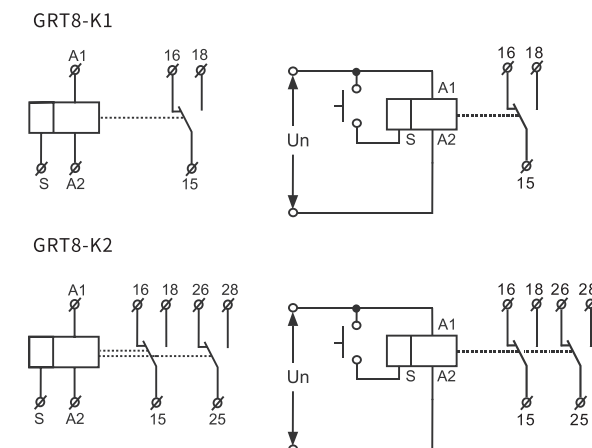 GRT8-K1
A1 16 18
S A2 15
16 18
A1
Un
S A2
15
GRT8-K2
A1 16 18 26 28
S A2 15 25
16 18 26 28
A1
Un
S A2
15 25